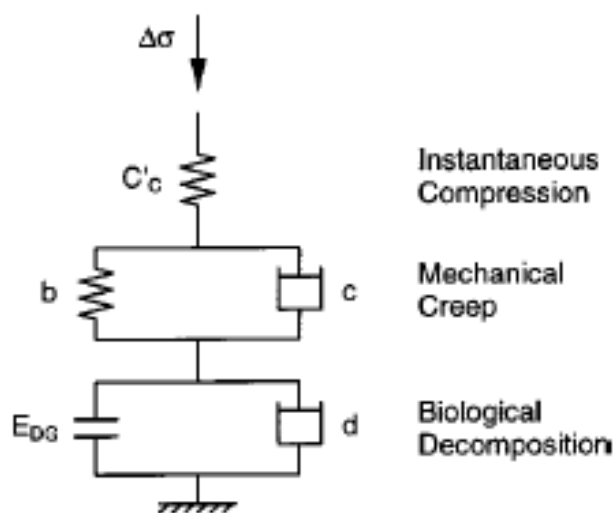 Δσ
C'c
Instantaneous
Compression
b
c
Mechanical
Creep
EDG
d
Biological
Decomposition